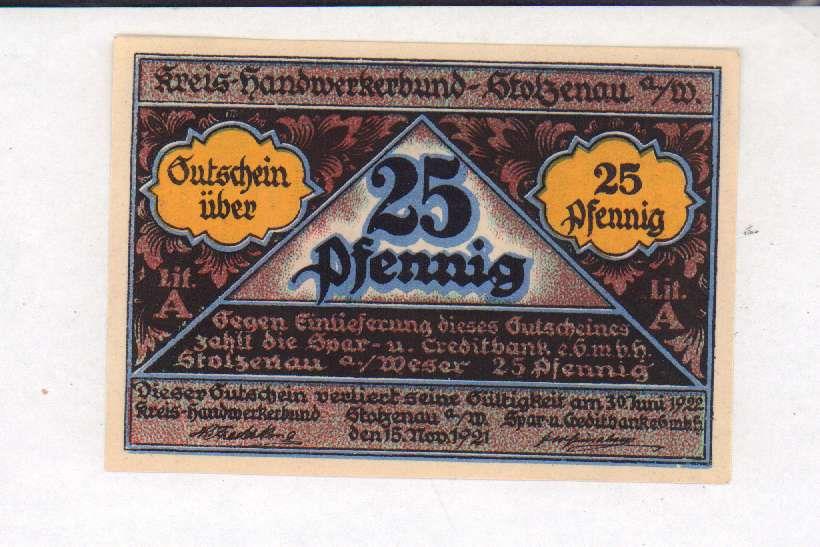 Kreis-Handwerkerbund-Stolzenau a/W.
Gutschein
über
25
Pfennig
25
Pfennig
Lit.
A
Lit.
A
Gegen Einlieferung dieses Gutscheines
zahlt die Spar- u. Creditbank e.G.m.b.H.
Stolzenau a./Weser 25 Pfennig
Dieser Gutschein verliert seine Gültigkeit am 30 Juni 1922
Kreis-Handwerkerbund Stolzenau a/W. Spar u Creditbank eGmbH
den 15. Nov. 1921